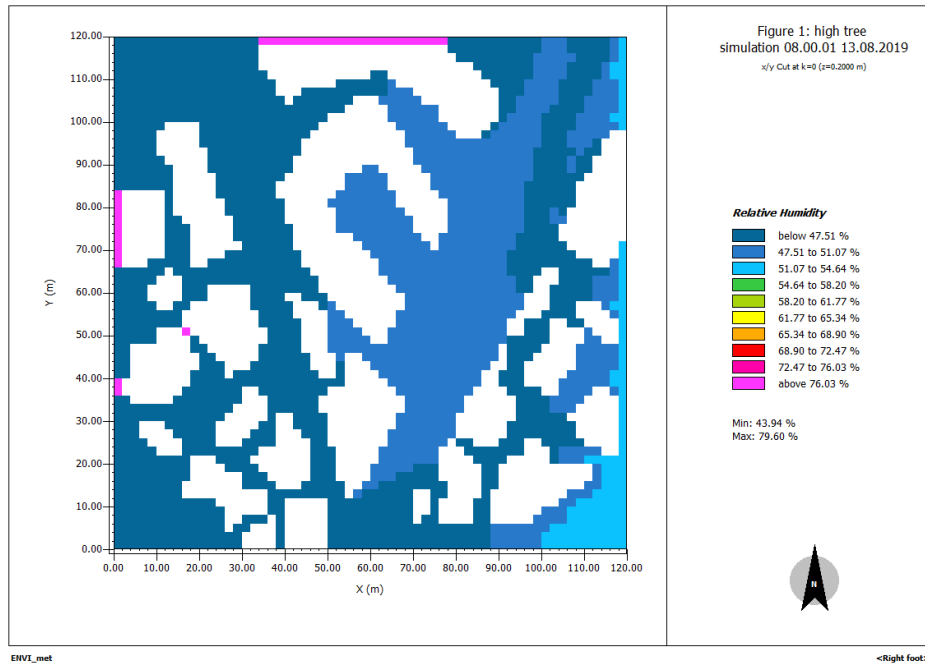 Figure 1: high tree
simulation 08.00.01 13.08.2019
x/y Cut at k=0 (z=0.2000 m)
120.00
110.00
100.00
90.00
80.00
70.00
60.00
50.00
40.00
30.00
20.00
10.00
0.00
Y (m)
0.00 10.00 20.00 30.00 40.00 50.00 60.00 70.00 80.00 90.00 100.00 110.00 120.00
X (m)
Relative Humidity
below 47.51 %
47.51 to 51.07 %
51.07 to 54.64 %
54.64 to 58.20 %
58.20 to 61.77 %
61.77 to 65.34 %
65.34 to 68.90 %
68.90 to 72.47 %
72.47 to 76.03 %
above 76.03 %
Min: 43.94 %
Max: 79.60 %
N
ENVI_met
<Right foot>